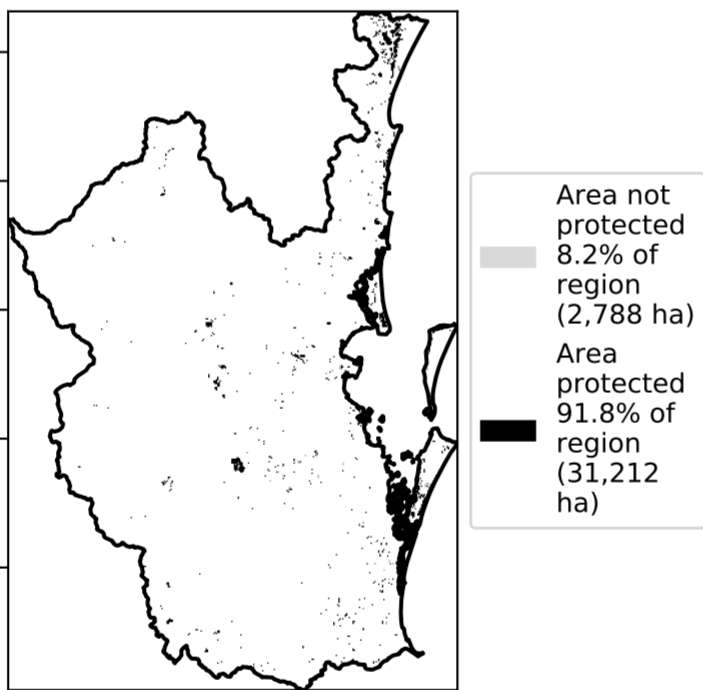 Area not
protected
8.2% of
region
(2,788 ha)
Area
protected
91.8% of
region
(31,212
ha)